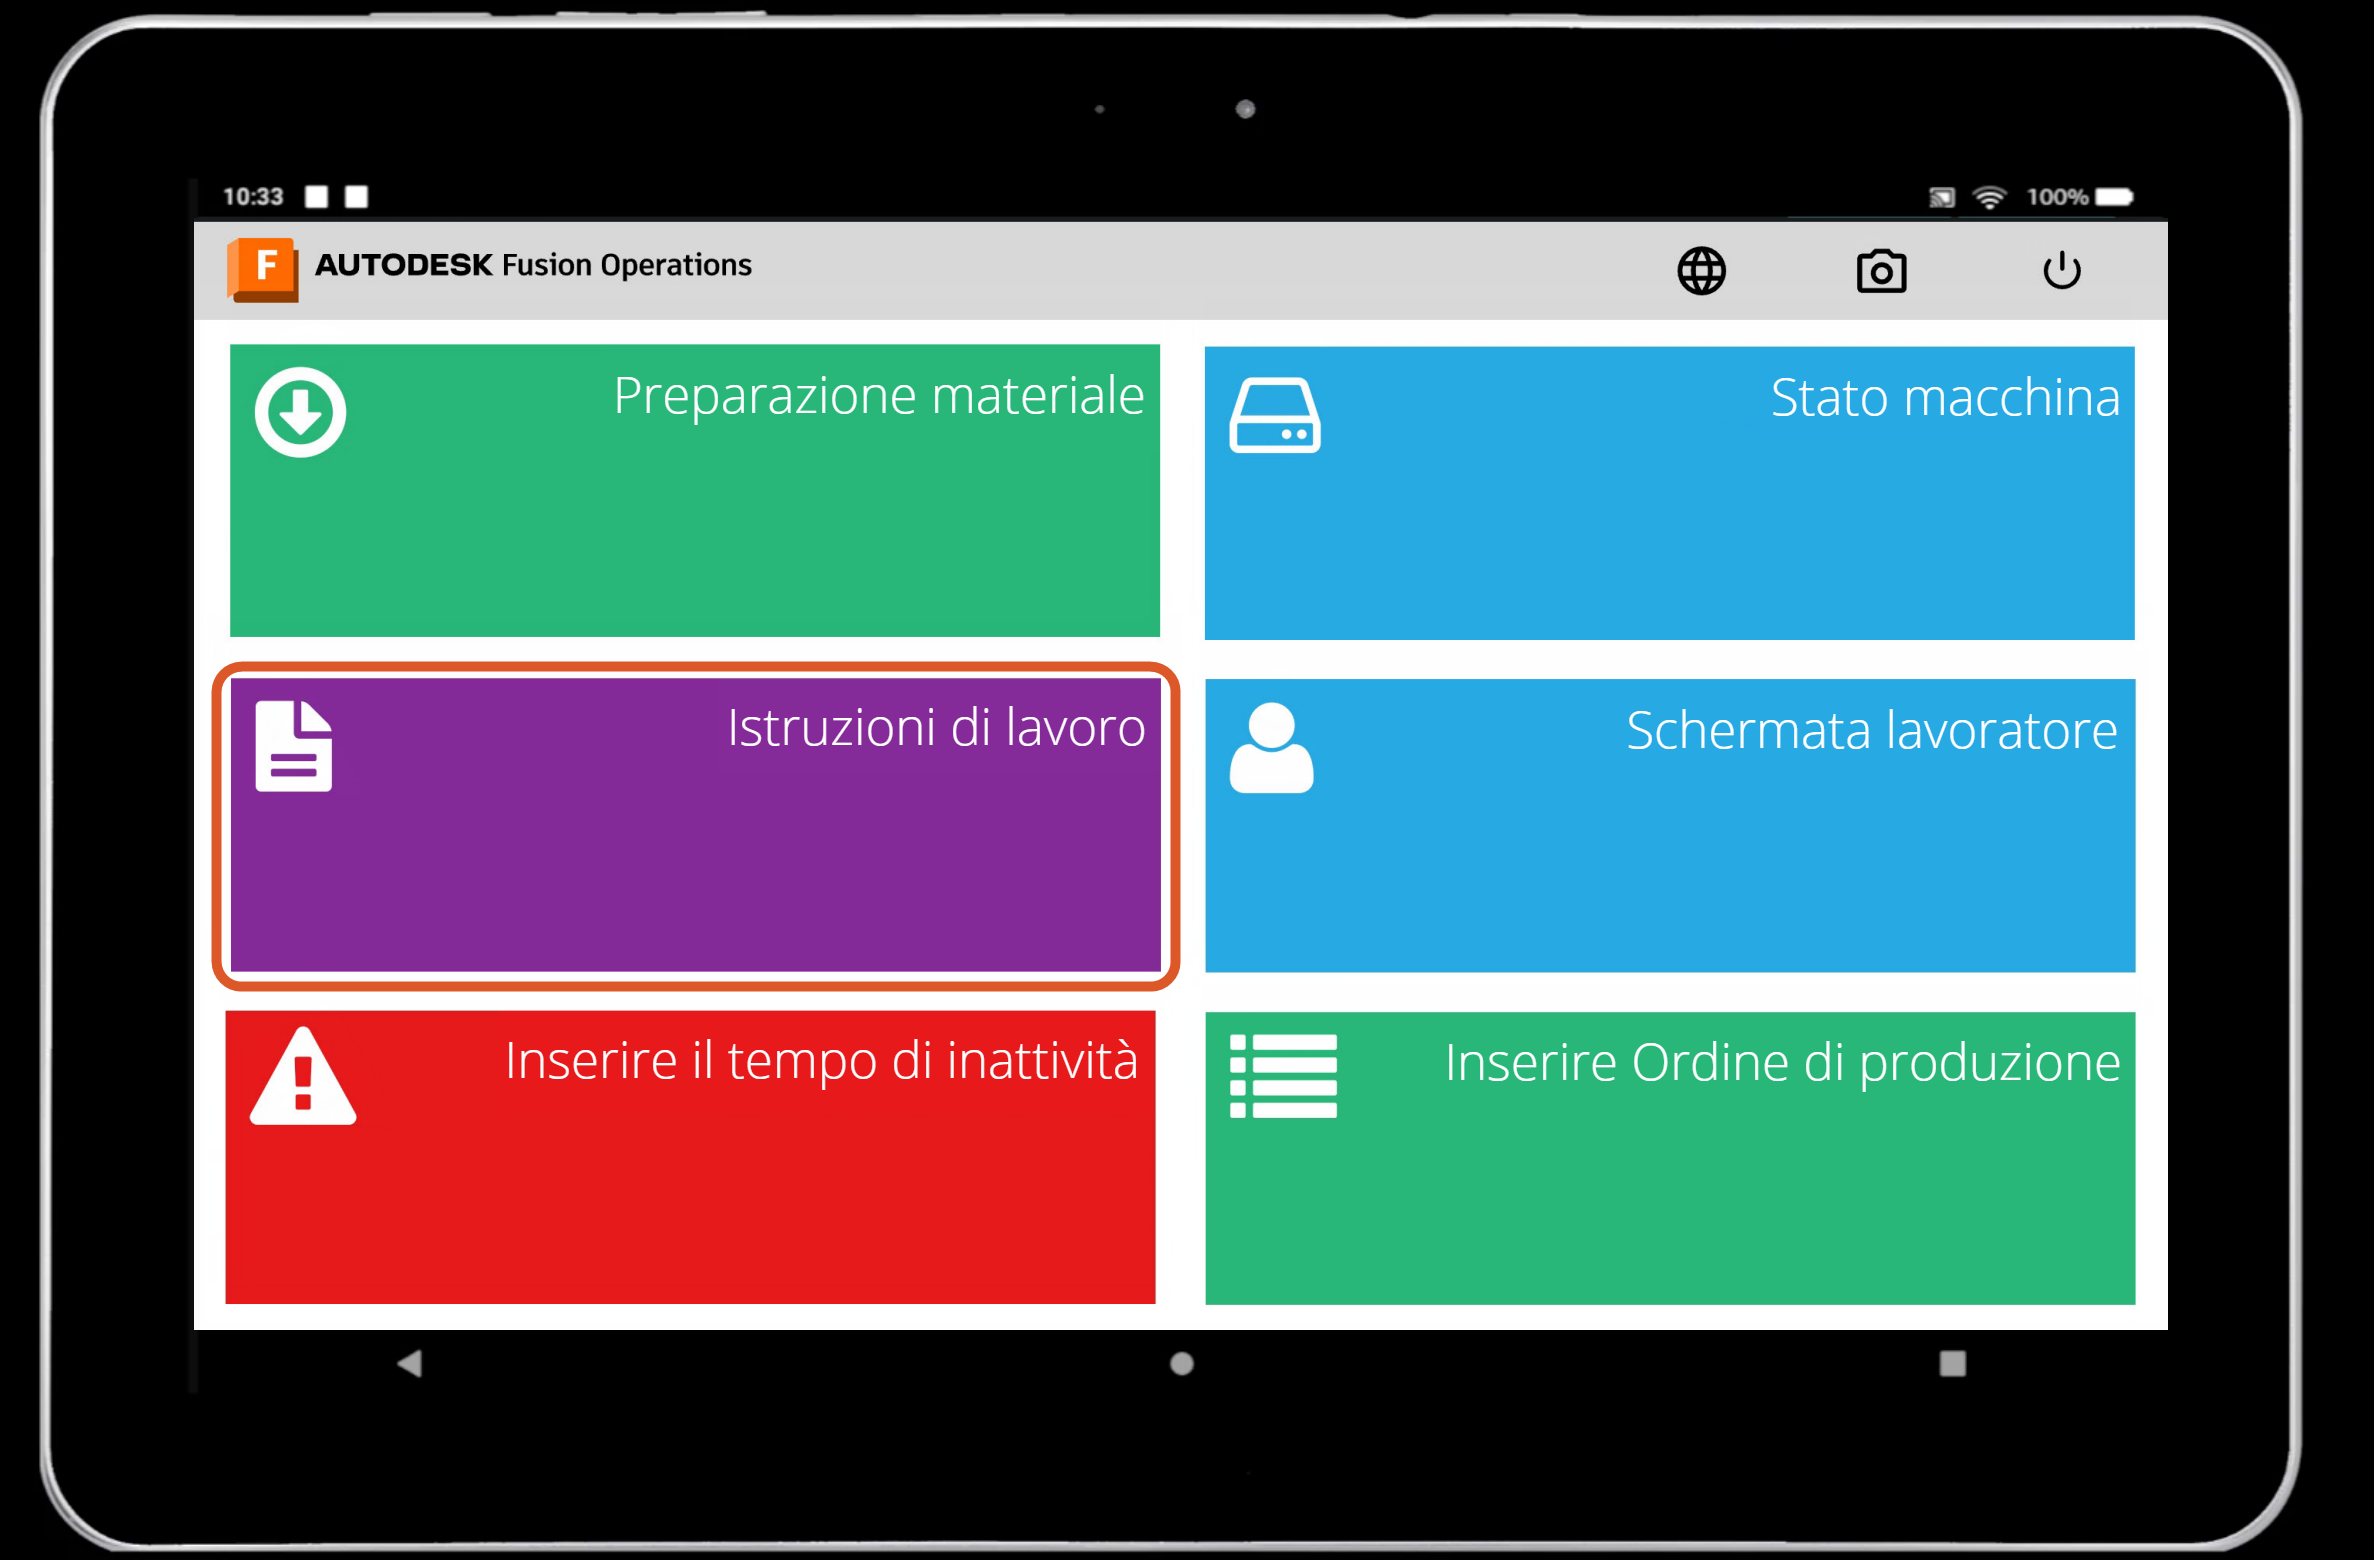 10:33
100%
F
AUTODESK Fusion Operations
Preparazione materiale
Stato macchina
Istruzioni di lavoro
Schermata lavoratore
Inserire il tempo di inattività
Inserire Ordine di produzione